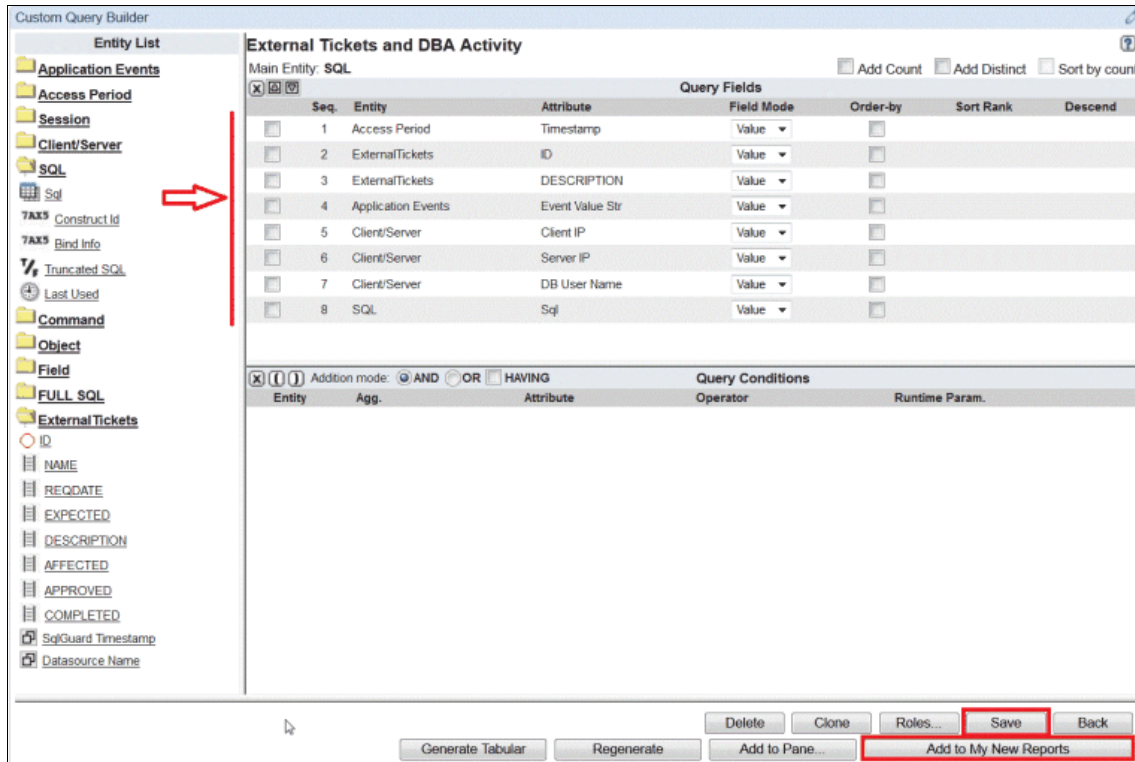 Custom Query Builder
Entity List
Application Events
Access Period
Session
Client/Server
SQL
Sql
7AX5 Construct Id
7AX5 Bind Info
T/F Truncated SQL
Last Used
Command
Object
Field
FULL SQL
ExternalTickets
ID
NAME
REQDATE
EXPECTED
DESCRIPTION
AFFECTED
APPROVED
COMPLETED
SqlGuard Timestamp
Datasource Name
External Tickets and DBA Activity ?
Main Entity: SQL Add Count Add Distinct Sort by count
X Query Fields
Seq. Entity Attribute Field Mode Order-by Sort Rank Descend
1 Access Period Timestamp Value
2 ExternalTickets ID Value
3 ExternalTickets DESCRIPTION Value
4 Application Events Event Value Str Value
5 Client/Server Client IP Value
6 Client/Server Server IP Value
7 Client/Server DB User Name Value
8 SQL Sql Value
X ( ) Addition mode: AND OR HAVING Query Conditions
Entity Agg. Attribute Operator Runtime Param.
Delete Clone Roles... Save Back
Generate Tabular Regenerate Add to Pane... Add to My New Reports